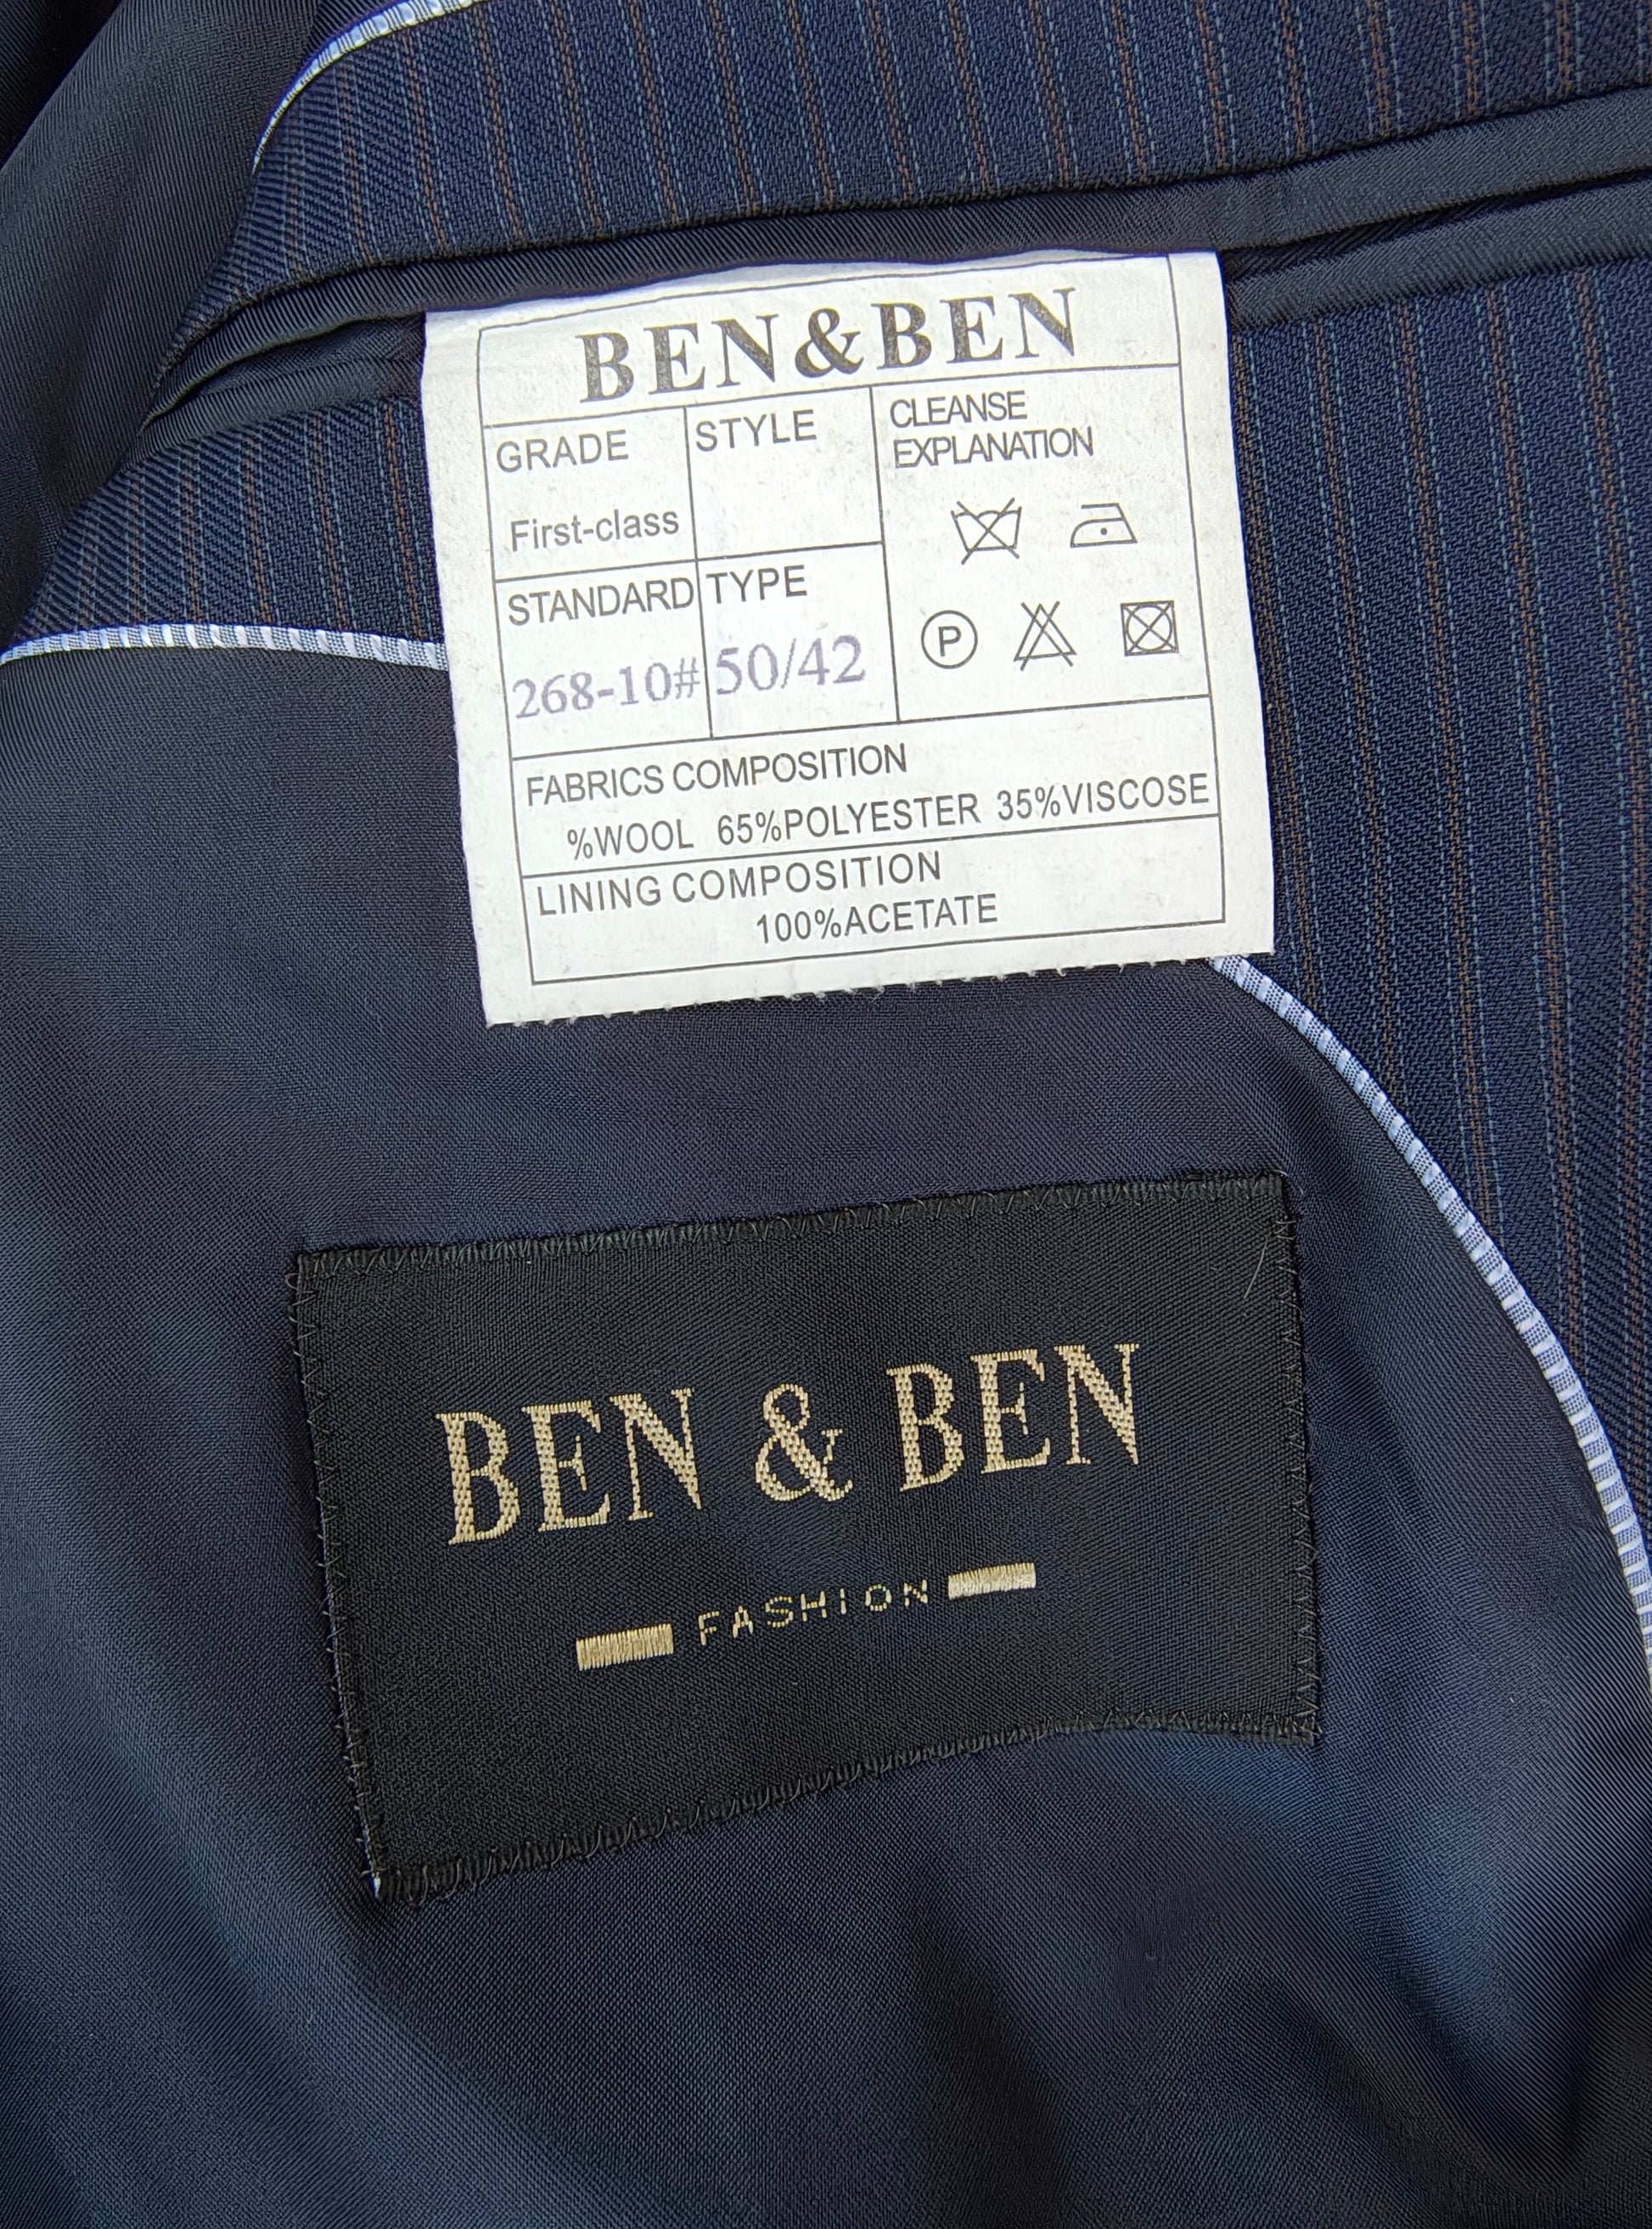 BEN&BEN
GRADE
First-class
STYLE
CLEANSE
EXPLANATION
P
STANDARD
268-10#
TYPE
50/42
FABRICS COMPOSITION
%WOOL 65%POLYESTER 35%VISCOSE
LINING COMPOSITION
100%ACETATE
BEN & BEN
FASHION